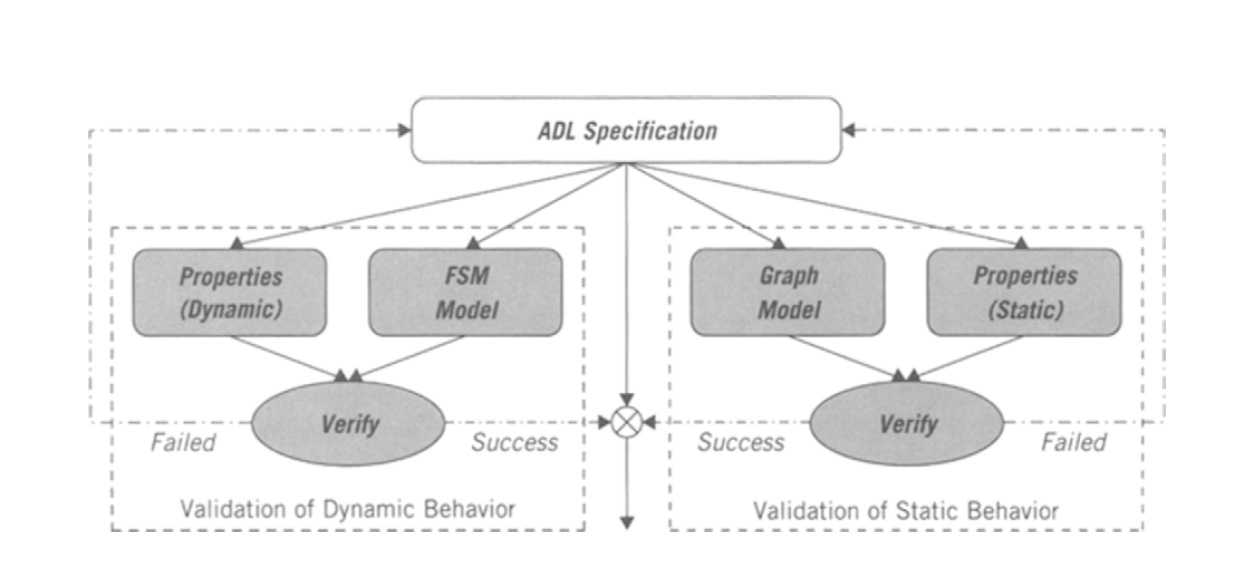 ADL Specification
Properties
(Dynamic)
FSM
Model
Graph
Model
Properties
(Static)
Verify
Verify
Failed
Success
Success
Failed
Validation of Dynamic Behavior
Validation of Static Behavior